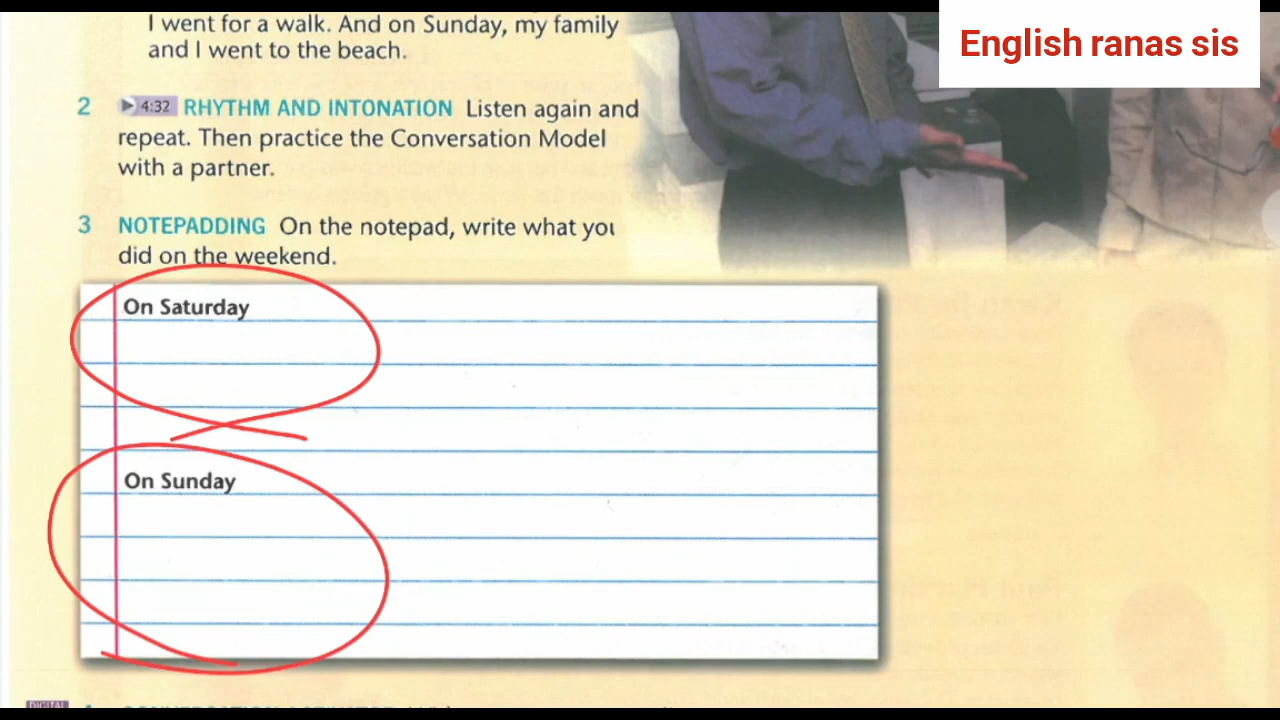 I went for a walk. And on Sunday, my family
and I went to the beach.
English ranas sis
2 4:32 RHYTHM AND INTONATION Listen again and
repeat. Then practice the Conversation Model
with a partner.
3 NOTEPADDING On the notepad, write what you
did on the weekend.
On Saturday
On Sunday
DIGITAL